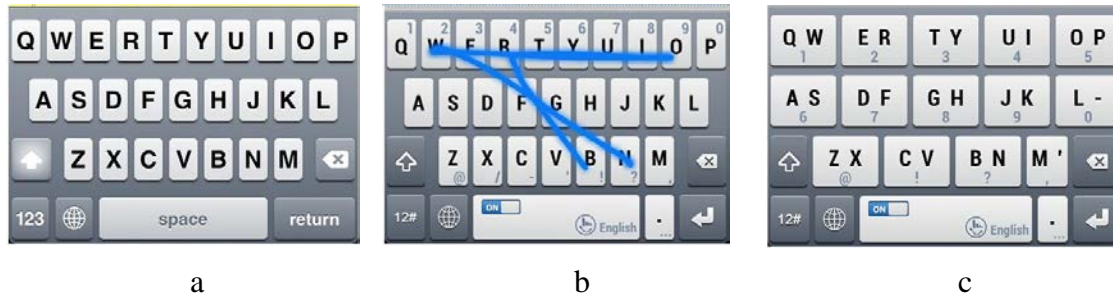 Q W E R T Y U I O P
A S D F G H J K L
Z X C V B N M
123 space return
a
1 2 3 4 5 6 7 8 9 0
Q W E R T Y U I O P
A S D F G H J K L
Z X C V B N M
@ / - ' ! ? ,
12# ON English . ...
b
Q W E R T Y U I O P
1 2 3 4 5
A S D F G H J K L -
6 7 8 9 0
Z X C V B N M '
@ ! ? ,
12# ON English . ...
c